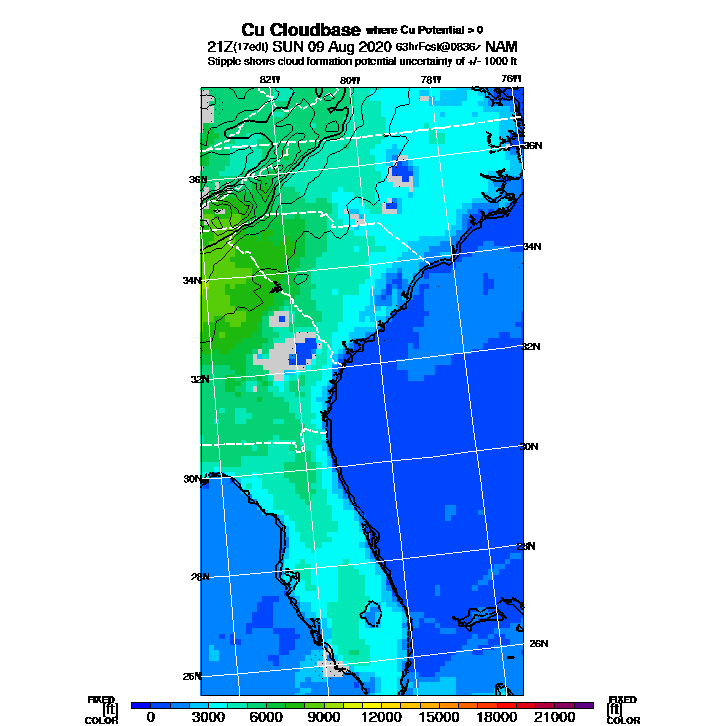 Cu Cloudbase where Cu Potential > 0
21Z(17edt) SUN 09 Aug 2020 63hrFcst@0836z NAM
Stipple shows cloud formation potential uncertainty of +/- 1000 ft
82W 80W 78W 76W
36N
36N
34N
34N
32N
32N
30N
30N
28N
28N
26N
26N
FIXED FIXED
[ft] [ft]
COLOR COLOR
0 3000 6000 9000 12000 15000 18000 21000